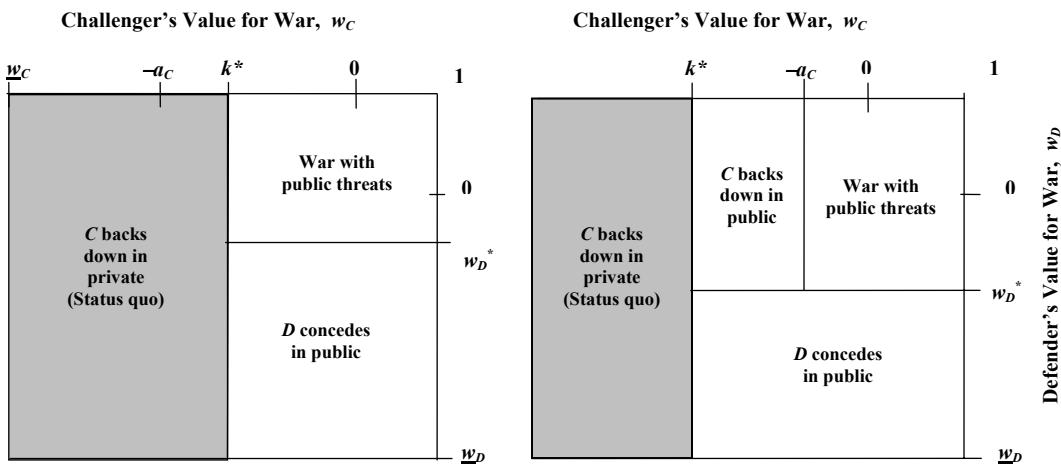 Challenger's Value for War, w_C
w_C –a_C k* 0 1
War with
public threats
0
C backs
down in
private
(Status quo)
w_D*
D concedes
in public
w_D
Challenger's Value for War, w_C
k* –a_C 0 1
C backs
down in
public
War with
public threats
0
C backs
down in
private
(Status quo)
w_D*
D concedes
in public
w_D
Defender's Value for War, w_D